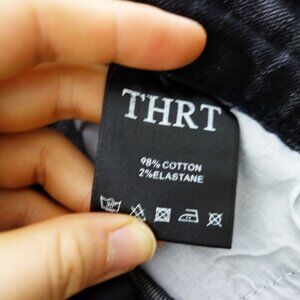 THRT
98% COTTON
2%ELASTANE